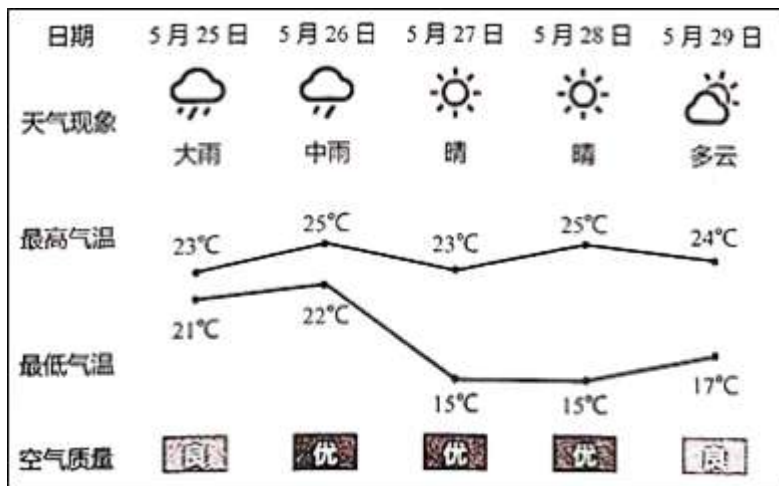 日期 5月25日 5月26日 5月27日 5月28日 5月29日
天气现象
大雨 中雨 晴 晴 多云
最高气温 23℃ 25℃ 23℃ 25℃ 24℃
21℃ 22℃ 15℃ 15℃ 17℃
最低气温
空气质量 良 优 优 优 良